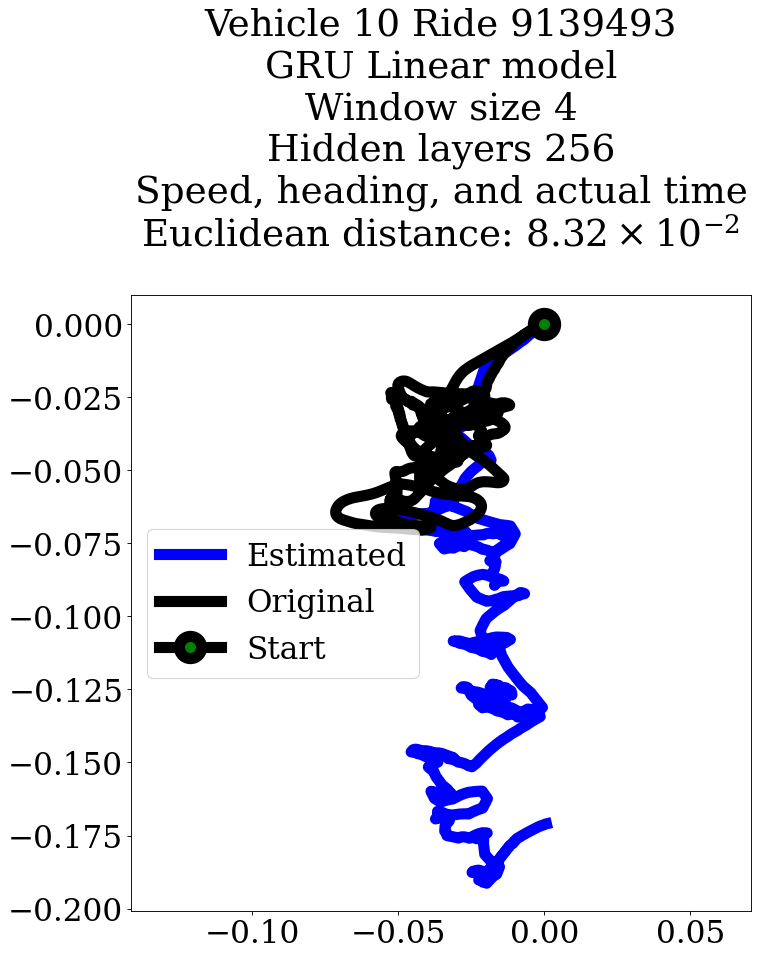 Vehicle 10 Ride 9139493
GRU Linear model
Window size 4
Hidden layers 256
Speed, heading, and actual time
Euclidean distance: 8.32 × 10⁻²
0.000
−0.025
−0.050
−0.075
−0.100
−0.125
−0.150
−0.175
−0.200
Estimated
Original
Start
−0.10
−0.05
0.00
0.05